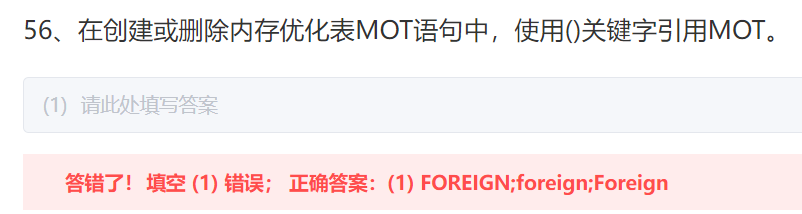 56、在创建或删除内存优化表MOT语句中，使用()关键字引用MOT。
(1) 请此处填写答案
答错了！填空 (1) 错误； 正确答案：(1) FOREIGN;foreign;Foreign